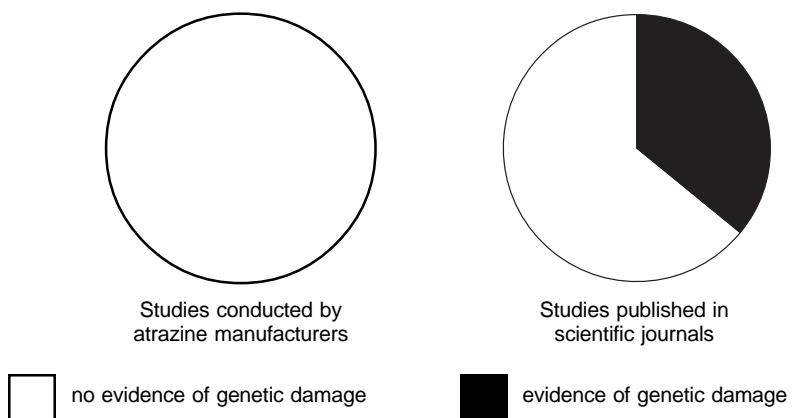 Studies conducted by
atrazine manufacturers
Studies published in
scientific journals
no evidence of genetic damage
evidence of genetic damage